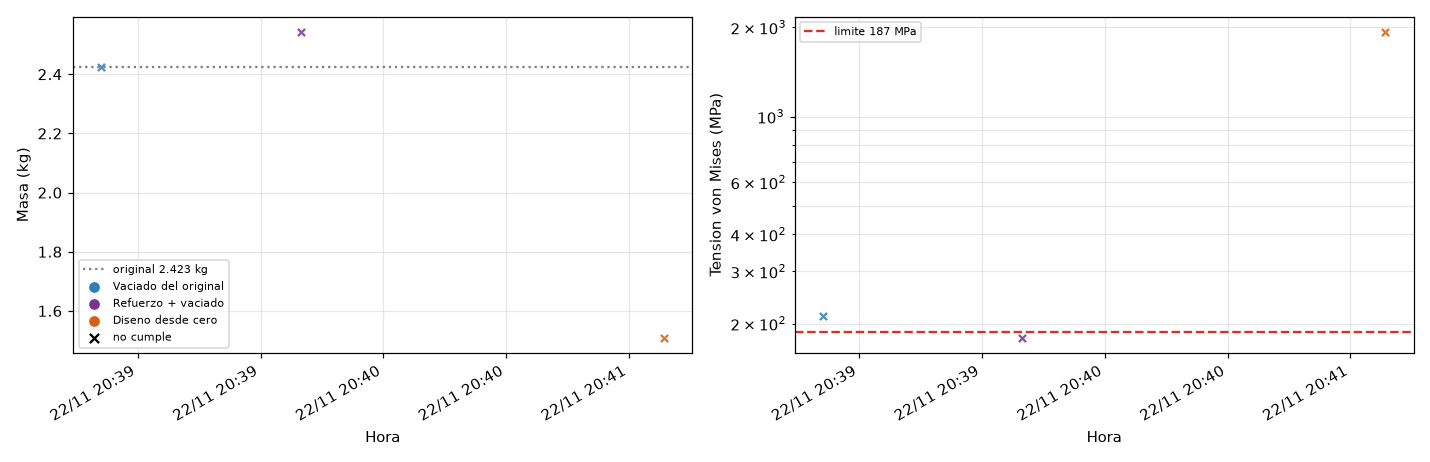 Masa (kg)
2.4
2.2
2.0
1.8
1.6
original 2.423 kg
Vaciado del original
Refuerzo + vaciado
Diseno desde cero
no cumple
22/11 20:39
22/11 20:39
22/11 20:40
22/11 20:40
22/11 20:41
Hora
Tension von Mises (MPa)
2 × 10³
10³
6 × 10²
4 × 10²
3 × 10²
2 × 10²
limite 187 MPa
22/11 20:39
22/11 20:39
22/11 20:40
22/11 20:40
22/11 20:41
Hora